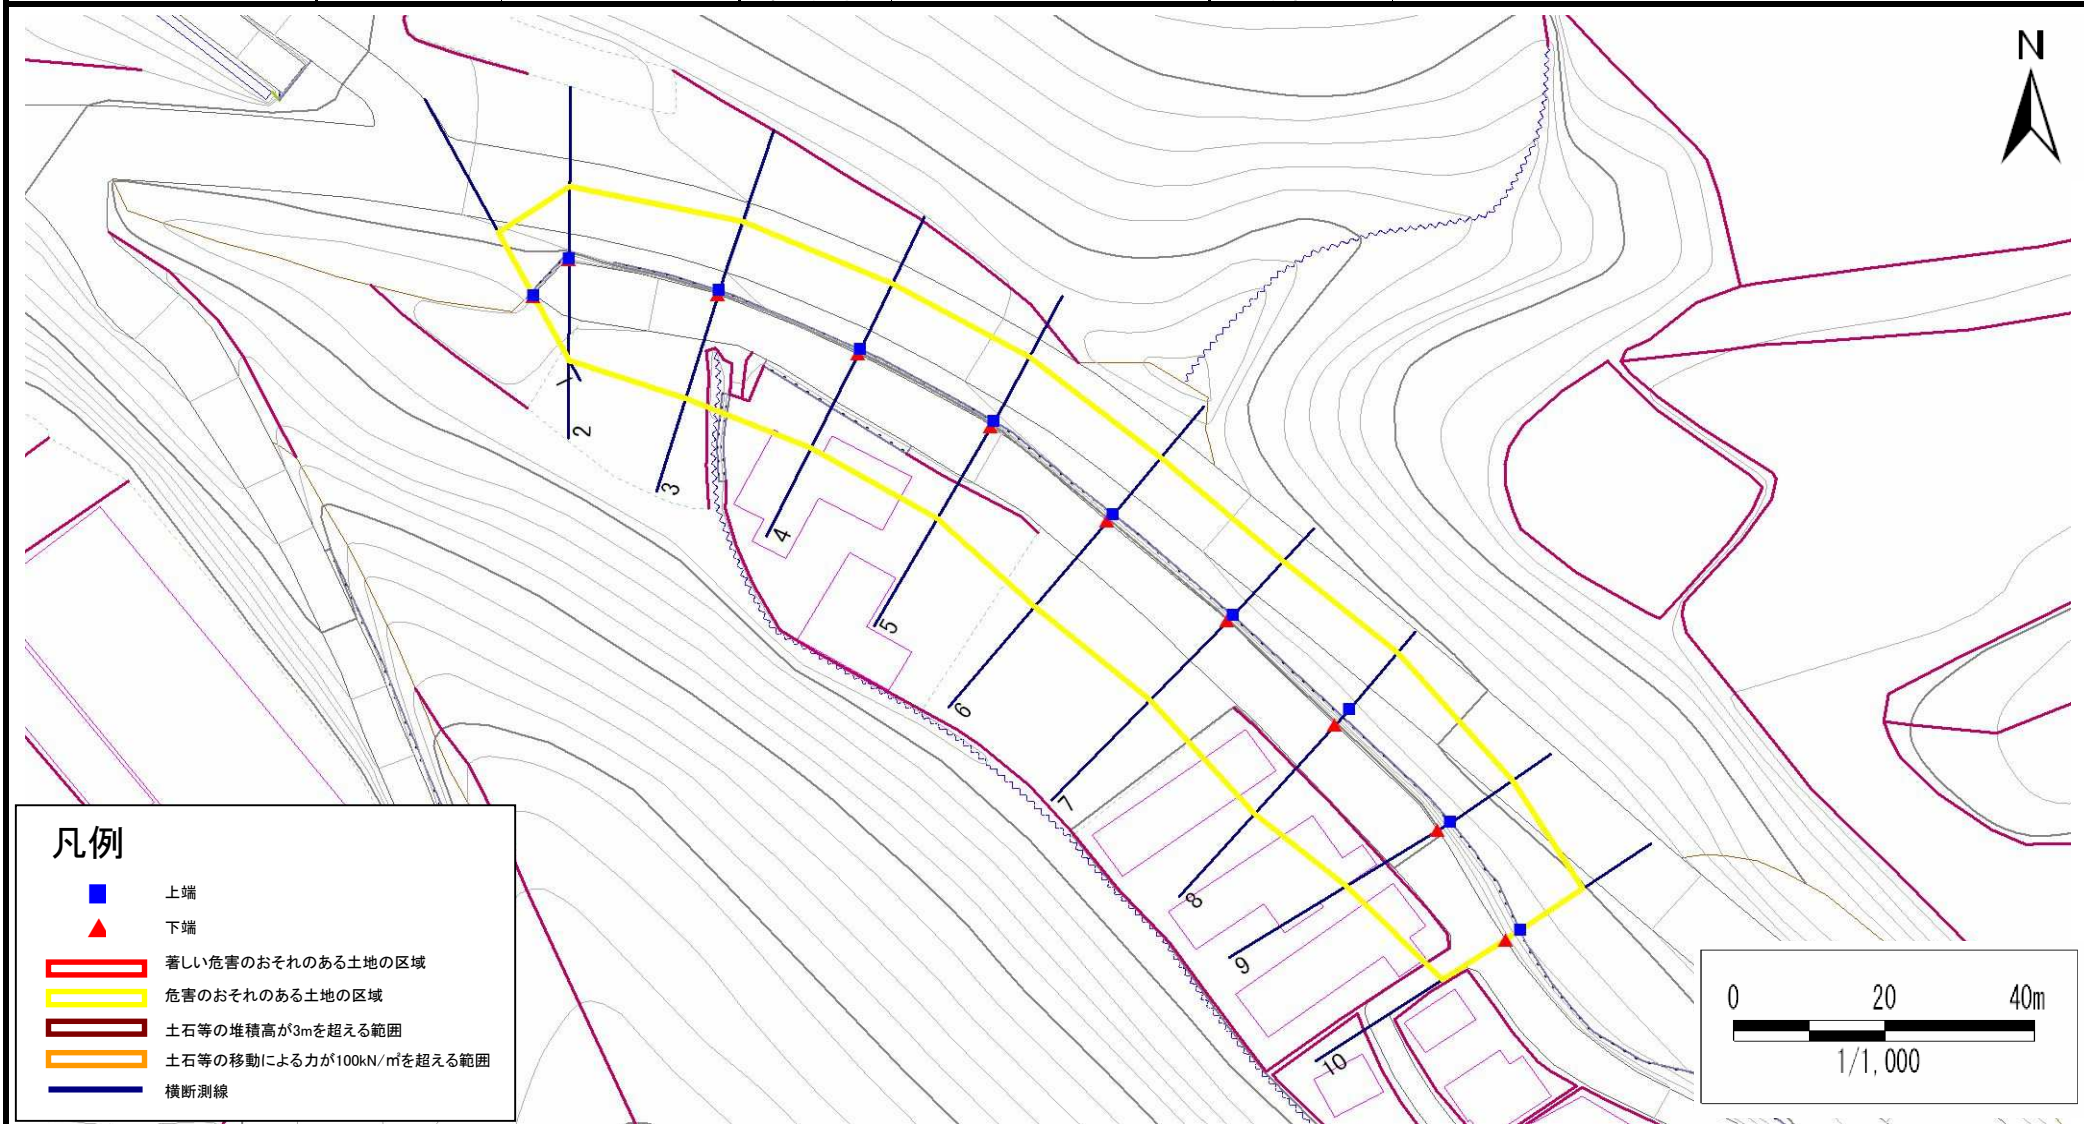 N
1
2
3
4
5
6
7
8
9
10
凡例
上端
下端
著しい危害のおそれのある土地の区域
危害のおそれのある土地の区域
土石等の堆積高が3mを超える範囲
土石等の移動による力が100kN/㎡を超える範囲
横断測線
0 20 40m
1/1,000